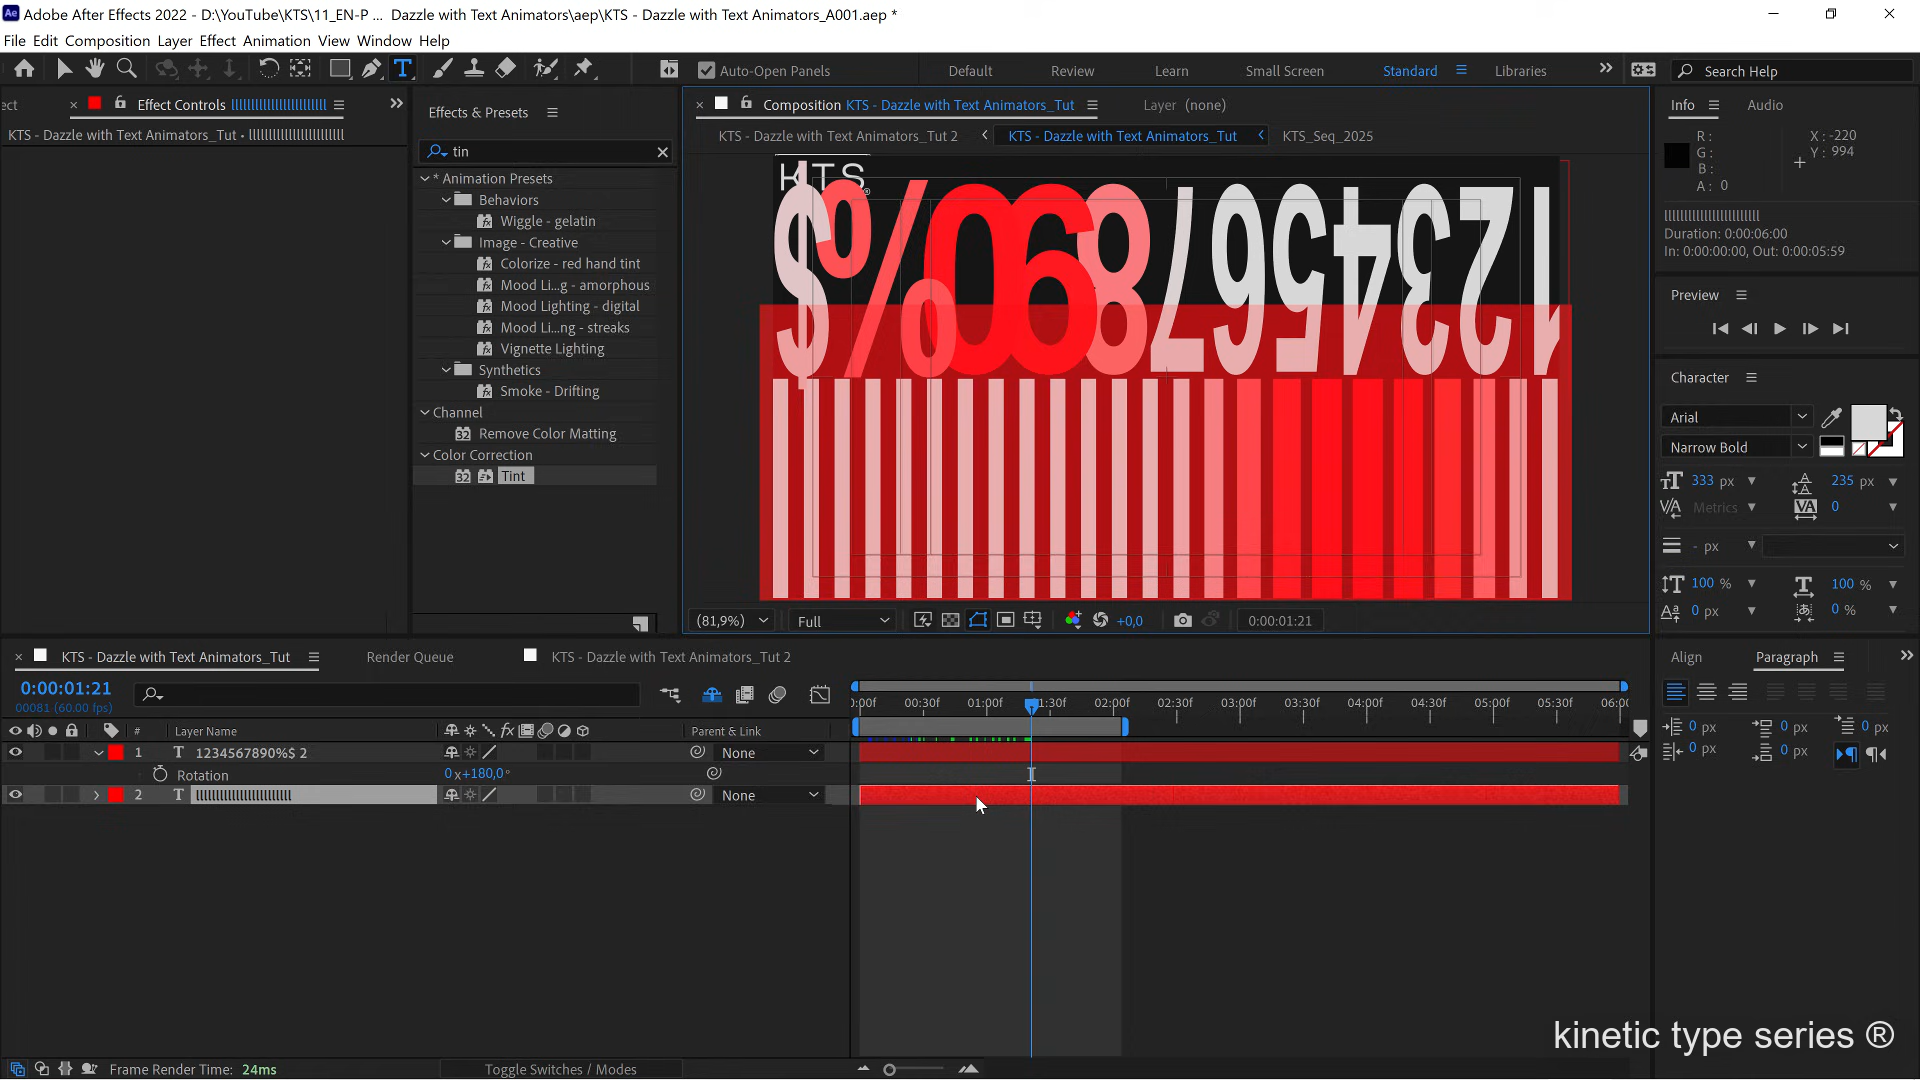 Adobe After Effects 2022 - D:\YouTube\KTS\11_EN-P ... Dazzle with Text Animators\aep\KTS - Dazzle with Text Animators_A001.aep *
File Edit Composition Layer Effect Animation View Window Help
Auto-Open Panels Default Review Learn Small Screen Standard Libraries Search Help
ect Effect Controls llllllllllllllllllllllll
KTS - Dazzle with Text Animators_Tut • llllllllllllllllllllllll
Effects & Presets
tin
* Animation Presets
Behaviors
Wiggle - gelatin
Image - Creative
Colorize - red hand tint
Mood Li...g - amorphous
Mood Lighting - digital
Mood Li...ng - streaks
Vignette Lighting
Synthetics
Smoke - Drifting
Channel
Remove Color Matting
Color Correction
Tint
Composition KTS - Dazzle with Text Animators_Tut Layer (none)
KTS - Dazzle with Text Animators_Tut 2 KTS - Dazzle with Text Animators_Tut KTS_Seq_2025
KTS®
1234567890%$
(81,9%) Full +0,0 0:00:01:21
Info Audio
R : X : -220
G : Y : 994
B :
A : 0
llllllllllllllllllllllll
Duration: 0:00:06:00
In: 0:00:00:00, Out: 0:00:05:59
Preview
Character
Arial
Narrow Bold
333 px 235 px
Metrics 0
- px
100 % 100 %
0 px 0 %
Align Paragraph
0 px 0 px 0 px
0 px 0 px
KTS - Dazzle with Text Animators_Tut Render Queue KTS - Dazzle with Text Animators_Tut 2
0:00:01:21
00081 (60.00 fps)
0:00f 00:30f 01:00f 01:30f 02:00f 02:30f 03:00f 03:30f 04:00f 04:30f 05:00f 05:30f 06:00
# Layer Name fx Parent & Link
1 T 1234567890%$ 2 None
Rotation 0x+180,0°
2 T llllllllllllllllllllllll None
Frame Render Time: 24ms Toggle Switches / Modes
kinetic type series ®